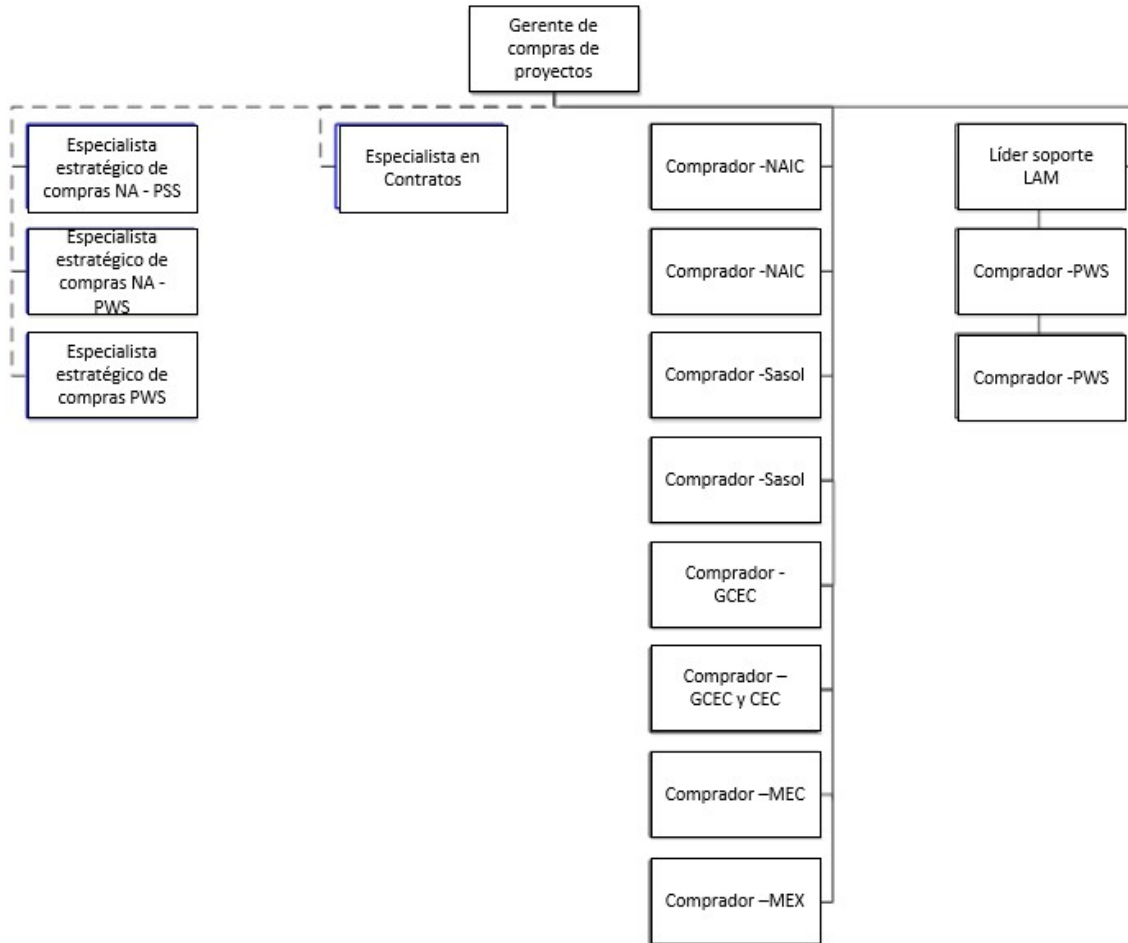 Gerente de
compras de
proyectos
Especialista
estratégico de
compras NA - PSS
Especialista
estratégico de
compras NA -
PWS
Especialista
estratégico de
compras PWS
Especialista en
Contratos
Comprador -NAIC
Comprador -NAIC
Comprador -Sasol
Comprador -Sasol
Comprador -
GCEC
Comprador –
GCEC y CEC
Comprador –MEC
Comprador –MEX
Líder soporte
LAM
Comprador -PWS
Comprador -PWS